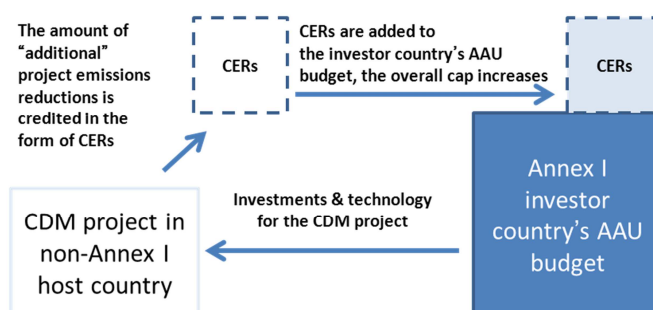 The amount of
“additional”
project emissions
reductions is
credited in the
form of CERs
CERs
CERs are added to
the investor country’s AAU
budget, the overall cap increases
CERs
Investments & technology
for the CDM project
CDM project in
non-Annex I
host country
Annex I
investor
country’s AAU
budget